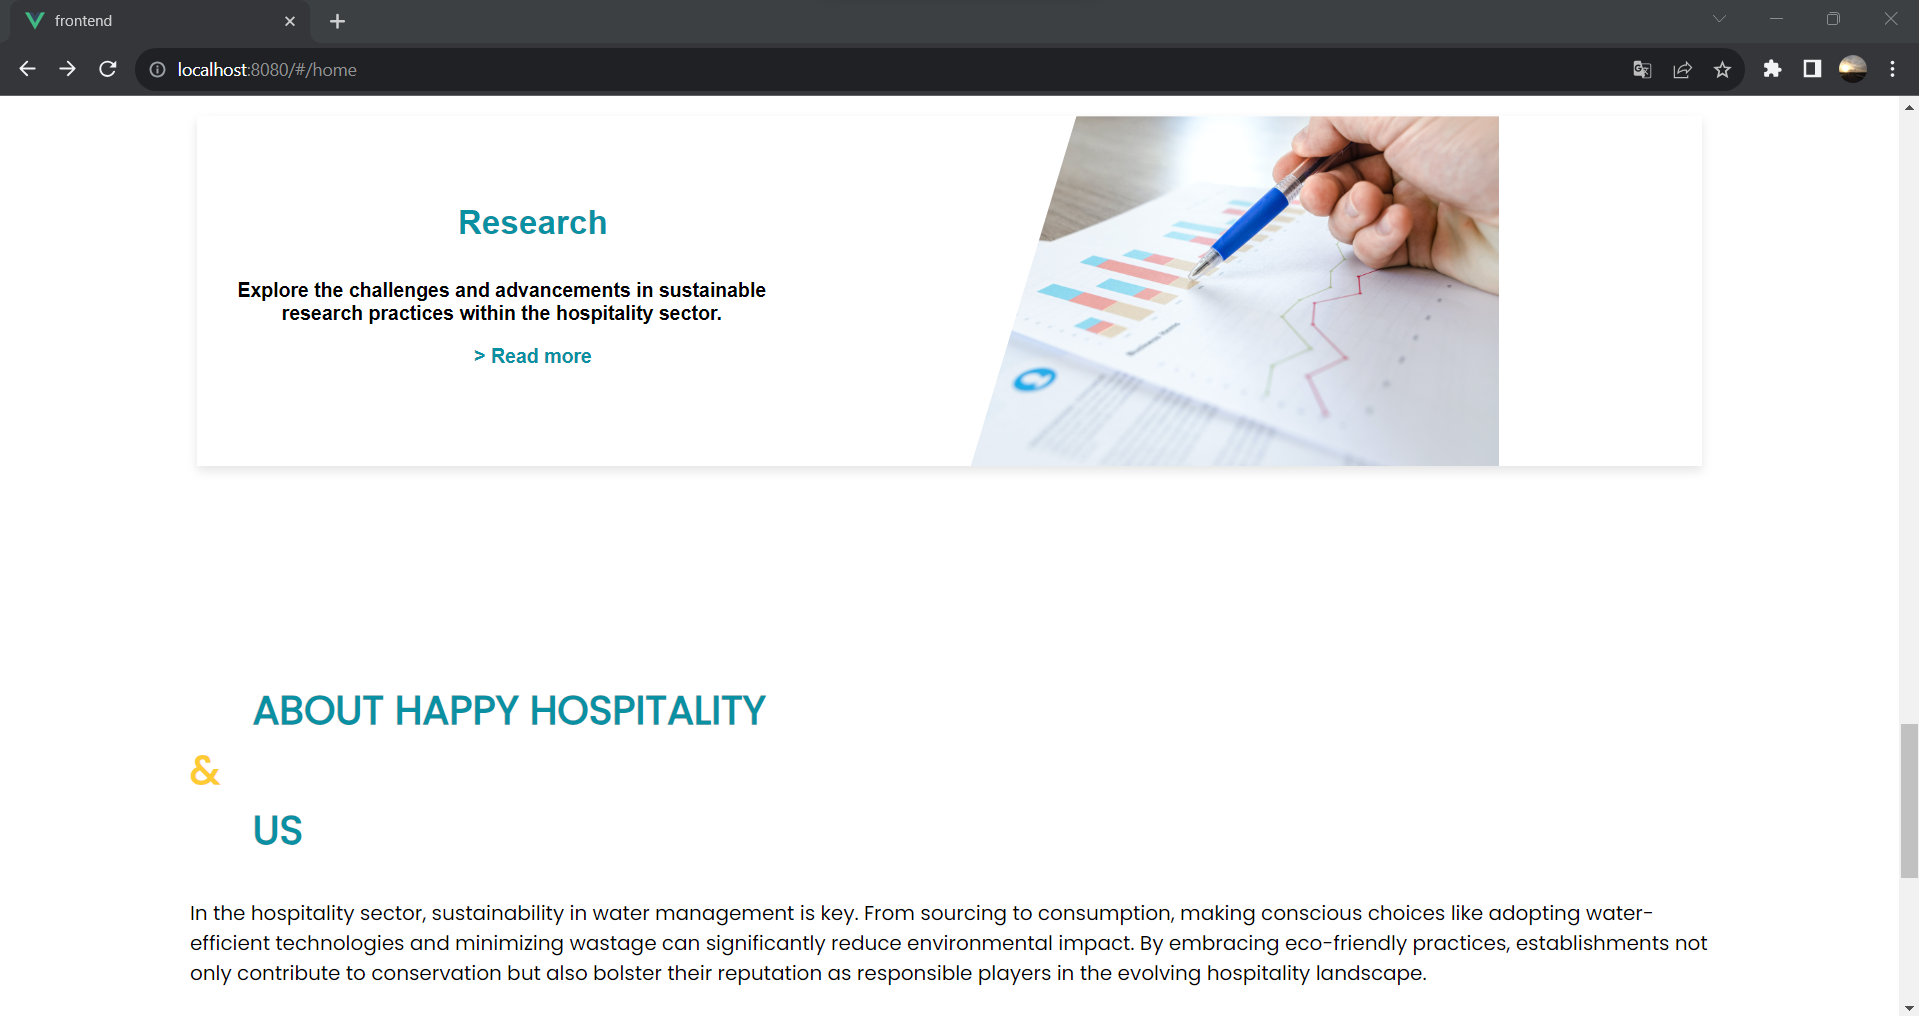 frontend
localhost:8080/#/home
Research
Explore the challenges and advancements in sustainable
research practices within the hospitality sector.
> Read more
ABOUT HAPPY HOSPITALITY
&
US
In the hospitality sector, sustainability in water management is key. From sourcing to consumption, making conscious choices like adopting water-
efficient technologies and minimizing wastage can significantly reduce environmental impact. By embracing eco-friendly practices, establishments not
only contribute to conservation but also bolster their reputation as responsible players in the evolving hospitality landscape.